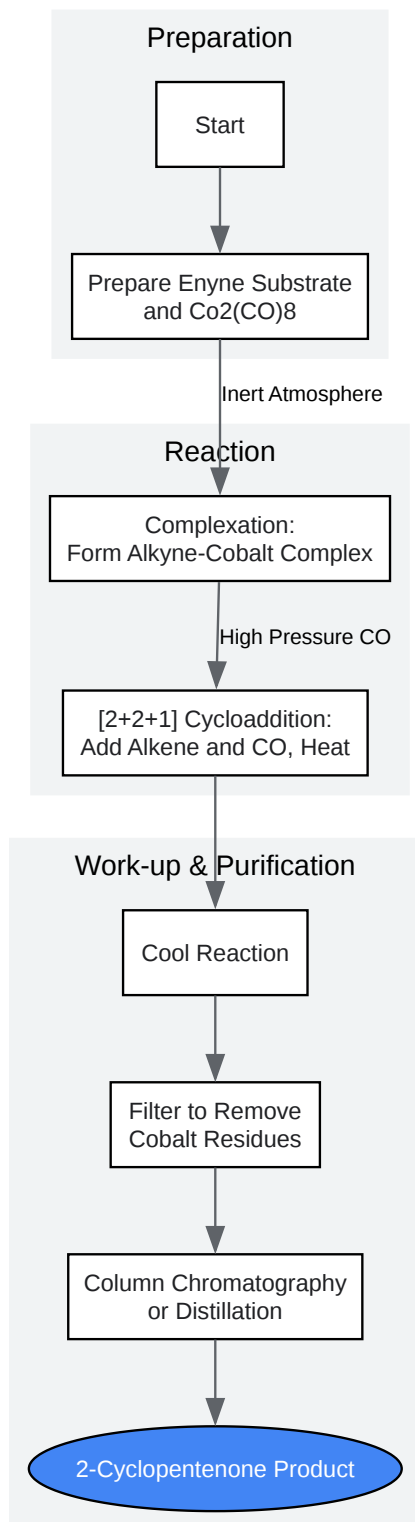 Preparation
Start
Prepare Enyne Substrate
and Co2(CO)8
Inert Atmosphere
Reaction
Complexation:
Form Alkyne-Cobalt Complex
High Pressure CO
[2+2+1] Cycloaddition:
Add Alkene and CO, Heat
Work-up & Purification
Cool Reaction
Filter to Remove
Cobalt Residues
Column Chromatography
or Distillation
2-Cyclopentenone Product